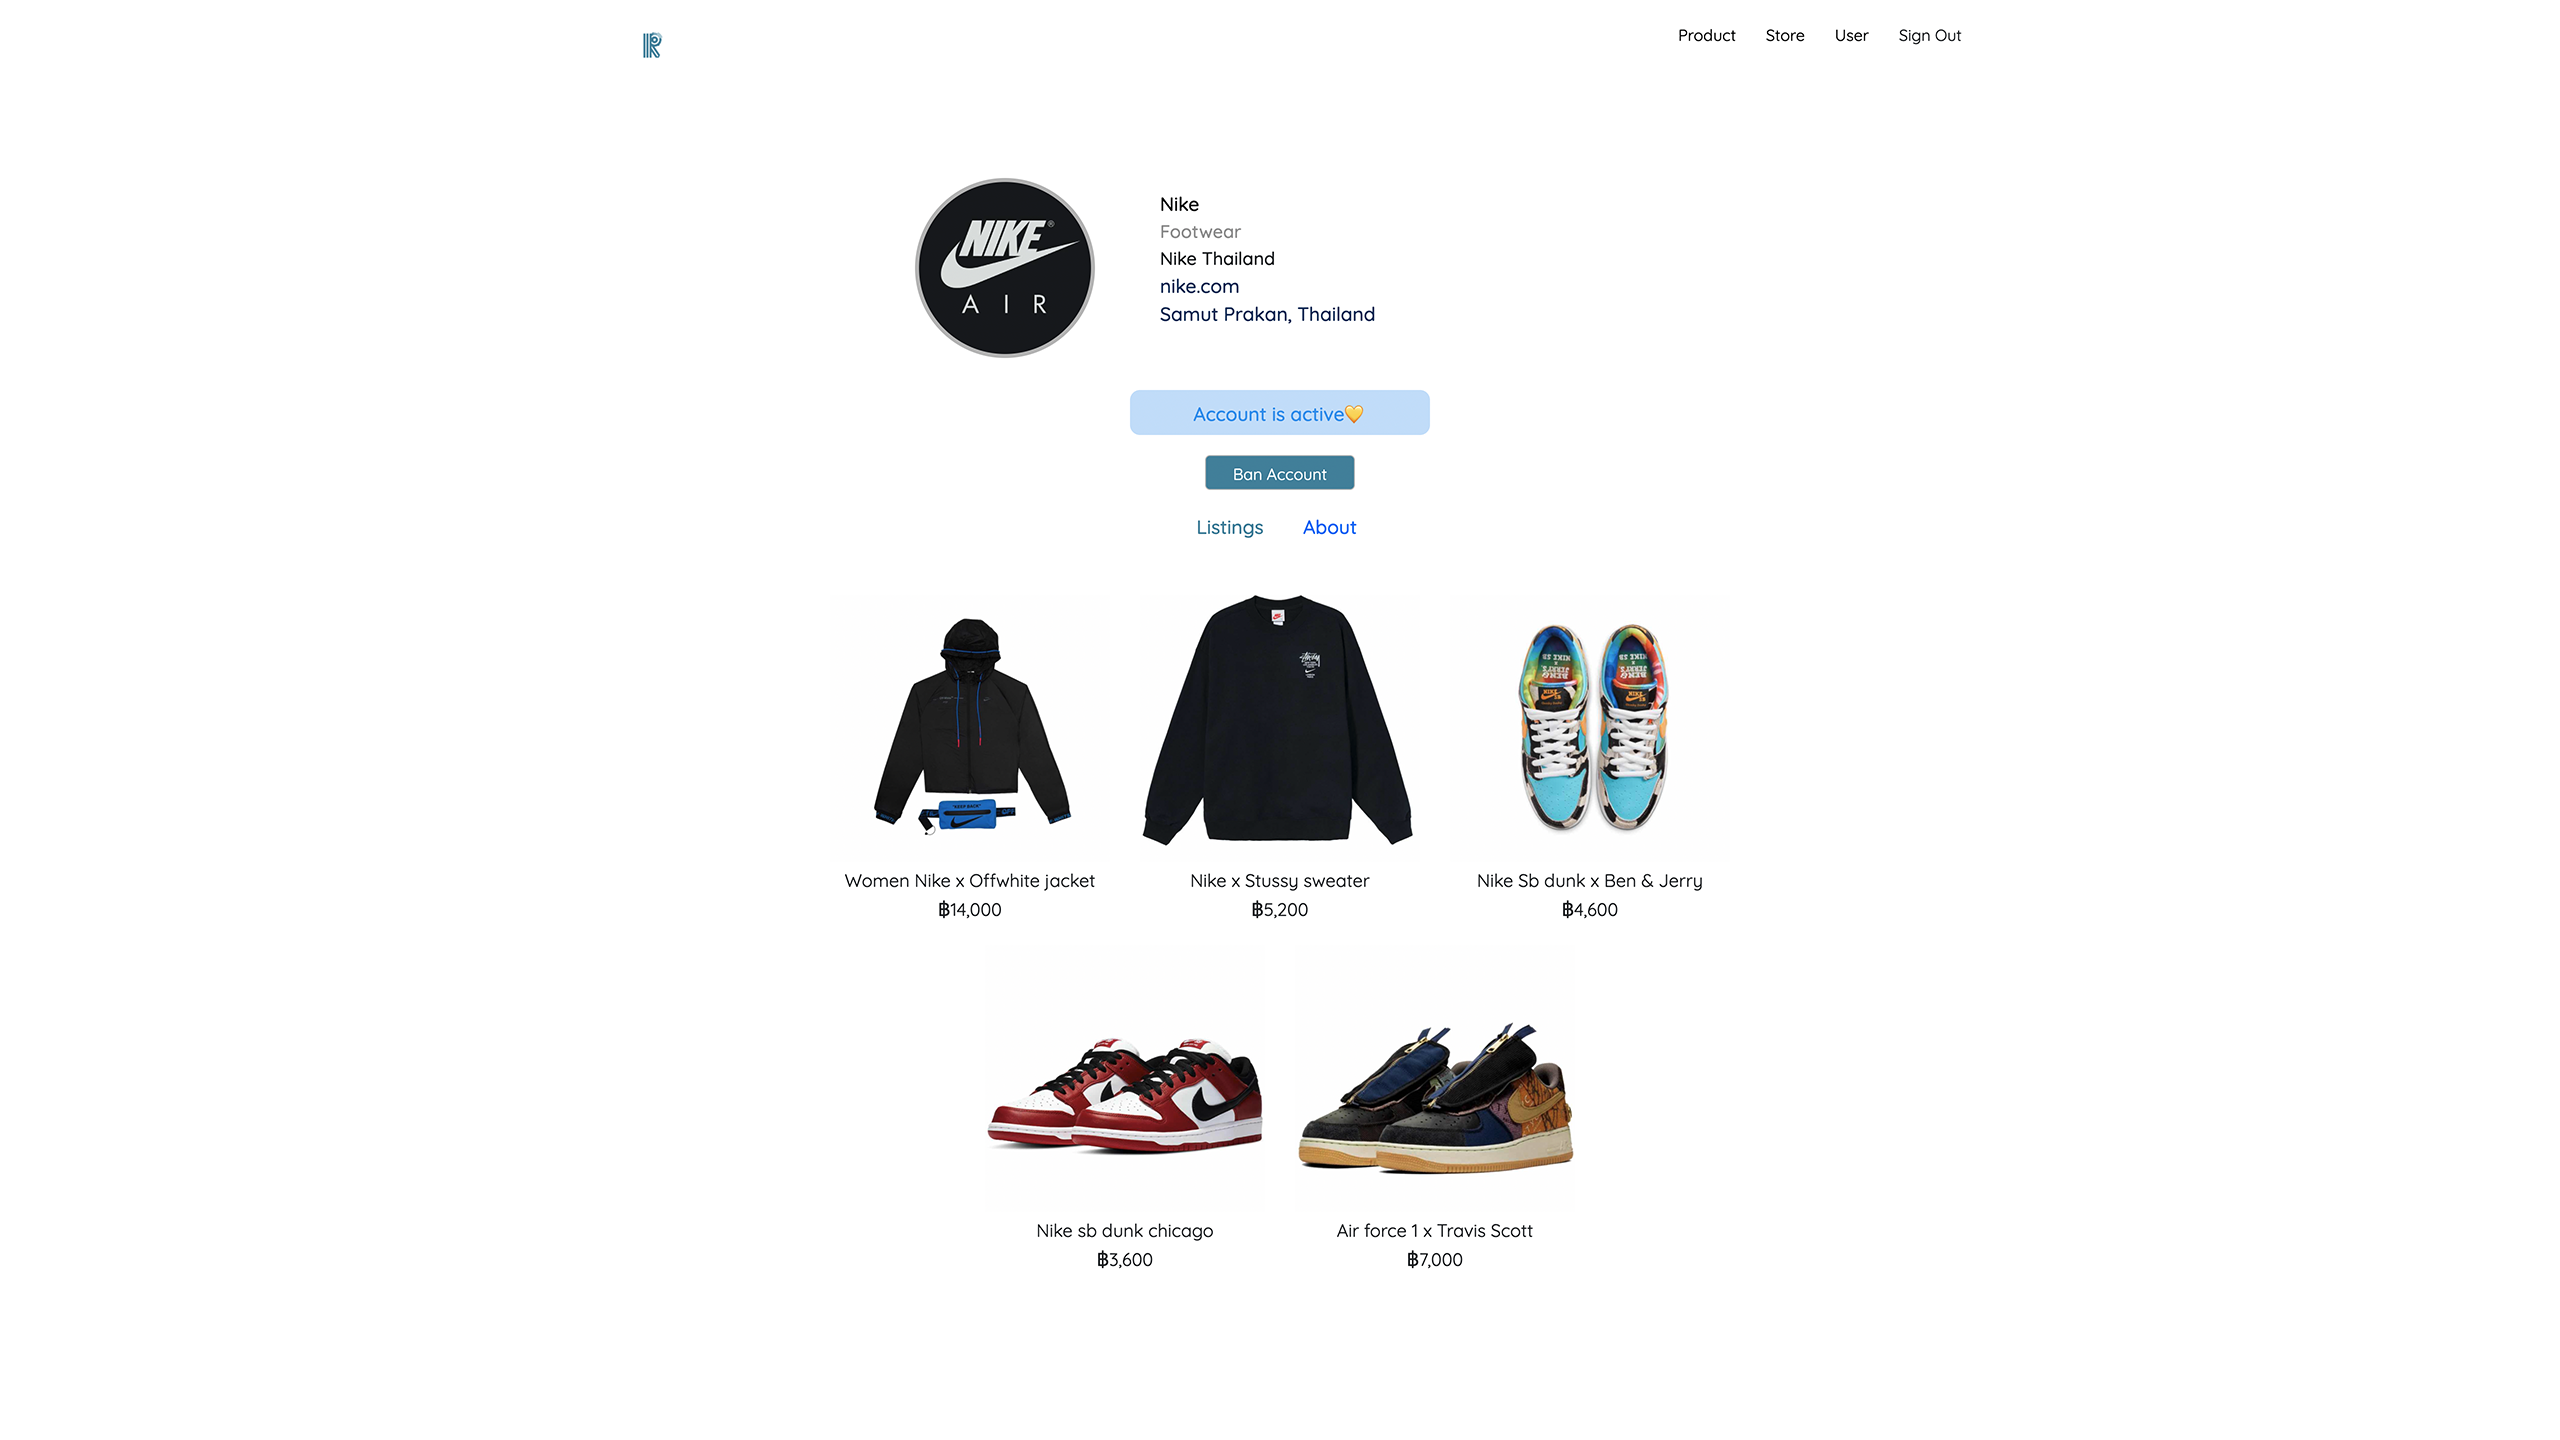 Product Store User Sign Out
NIKE®
AIR
Nike
Footwear
Nike Thailand
nike.com
Samut Prakan, Thailand
Account is active💛
Ban Account
Listings About
"KEEP BACK"
Women Nike x Offwhite jacket
฿14,000
Nike x Stussy sweater
฿5,200
Nike Sb dunk x Ben & Jerry
฿4,600
Nike sb dunk chicago
฿3,600
Air force 1 x Travis Scott
฿7,000